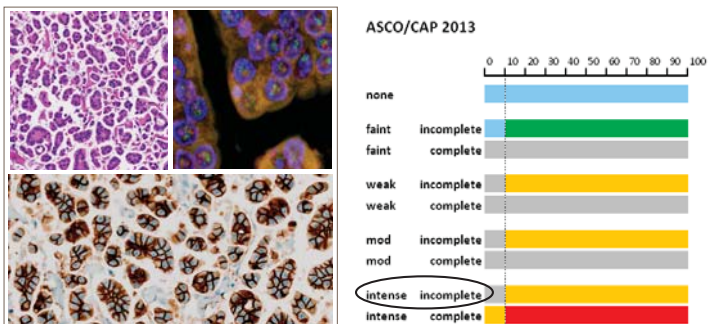 ASCO/CAP 2013
0 10 20 30 40 50 60 70 80 90 100
none
faint incomplete
faint complete
weak incomplete
weak complete
mod incomplete
mod complete
intense incomplete
intense complete